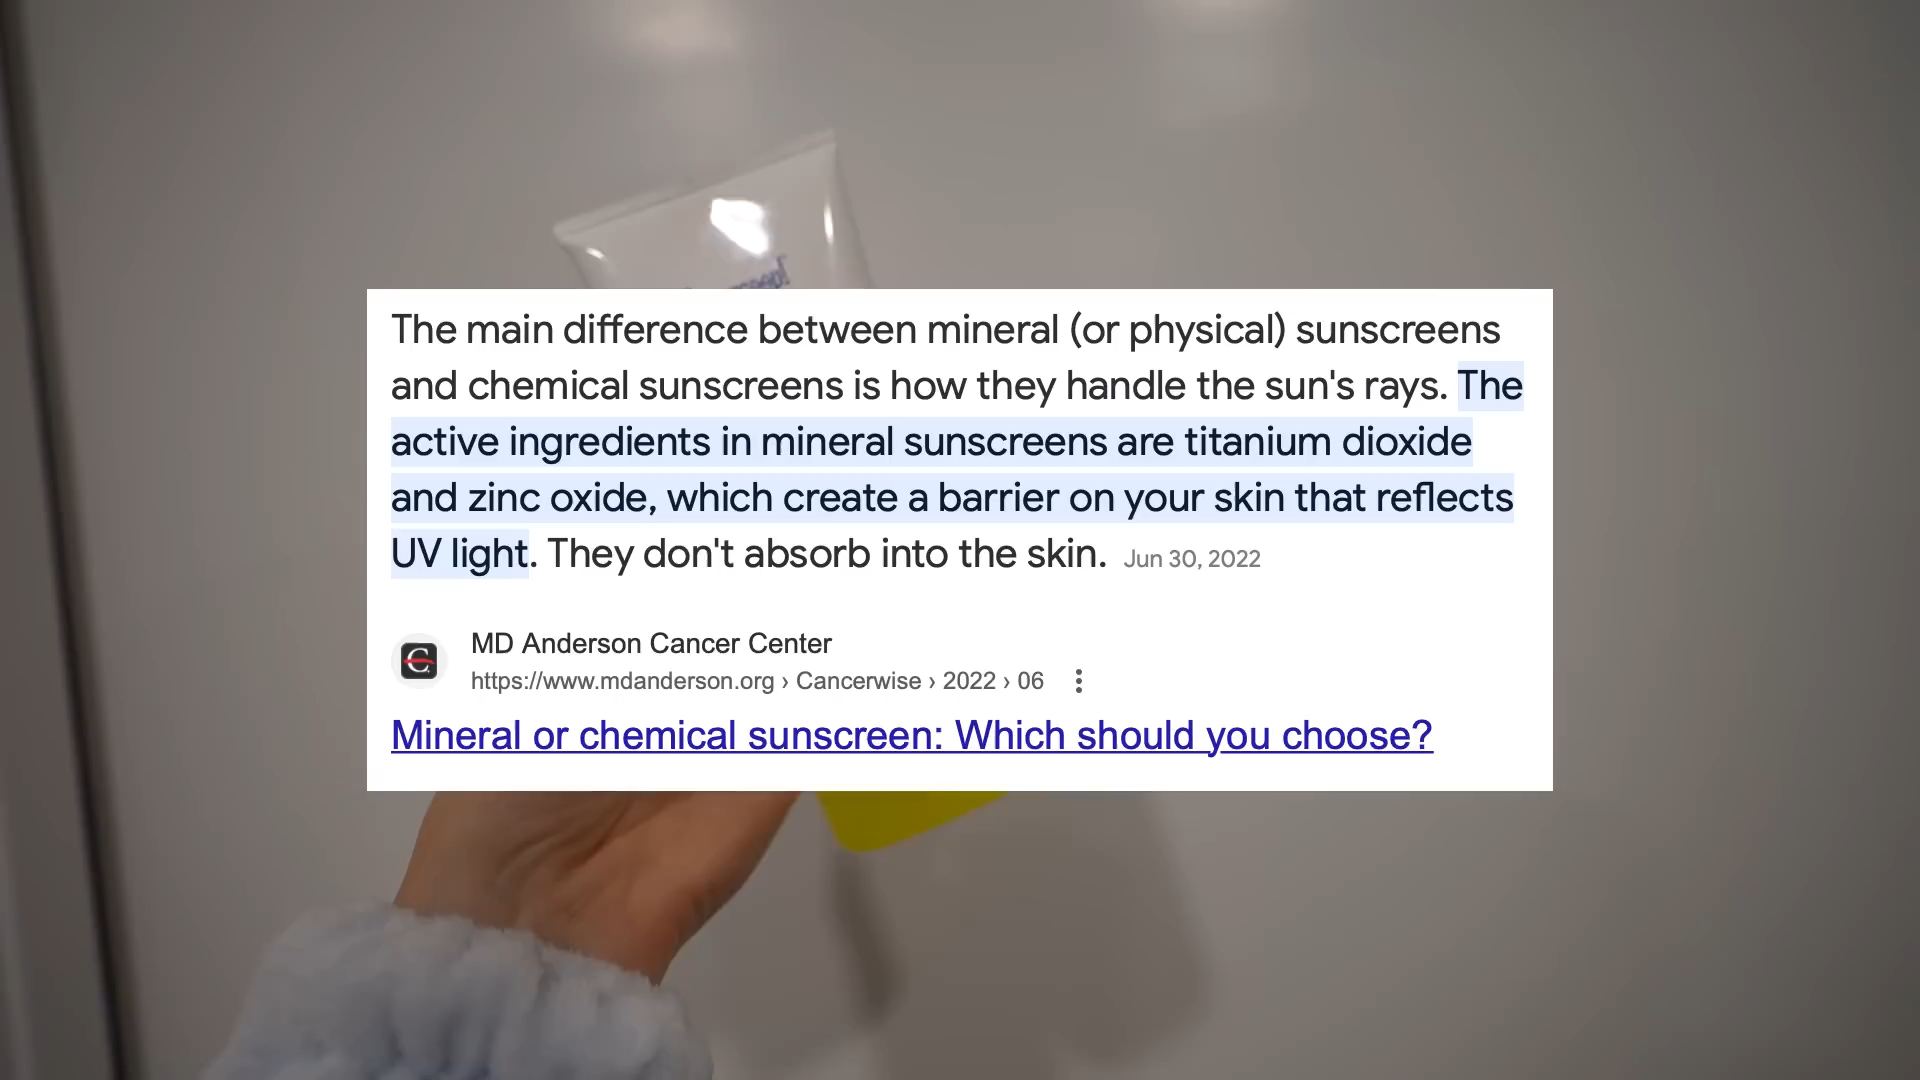 The main difference between mineral (or physical) sunscreens
and chemical sunscreens is how they handle the sun's rays. The
active ingredients in mineral sunscreens are titanium dioxide
and zinc oxide, which create a barrier on your skin that reflects
UV light. They don't absorb into the skin. Jun 30, 2022
MD Anderson Cancer Center
https://www.mdanderson.org › Cancerwise › 2022 › 06
Mineral or chemical sunscreen: Which should you choose?